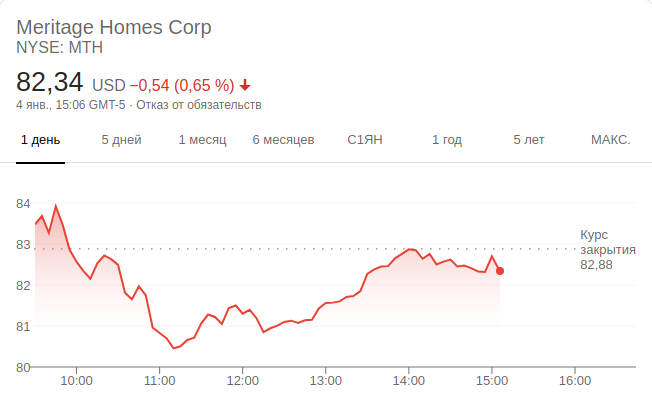 Meritage Homes Corp
NYSE: MTH
82,34 USD −0,54 (0,65 %)
4 янв., 15:06 GMT-5 · Отказ от обязательств
1 день 5 дней 1 месяц 6 месяцев С1ЯН 1 год 5 лет МАКС.
84
83
82
81
80
Курс
закрытия
82,88
10:00 11:00 12:00 13:00 14:00 15:00 16:00